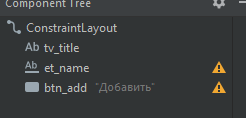 Component Tree
ConstraintLayout
Ab tv_title
Ab et_name
btn_add "Добавить"